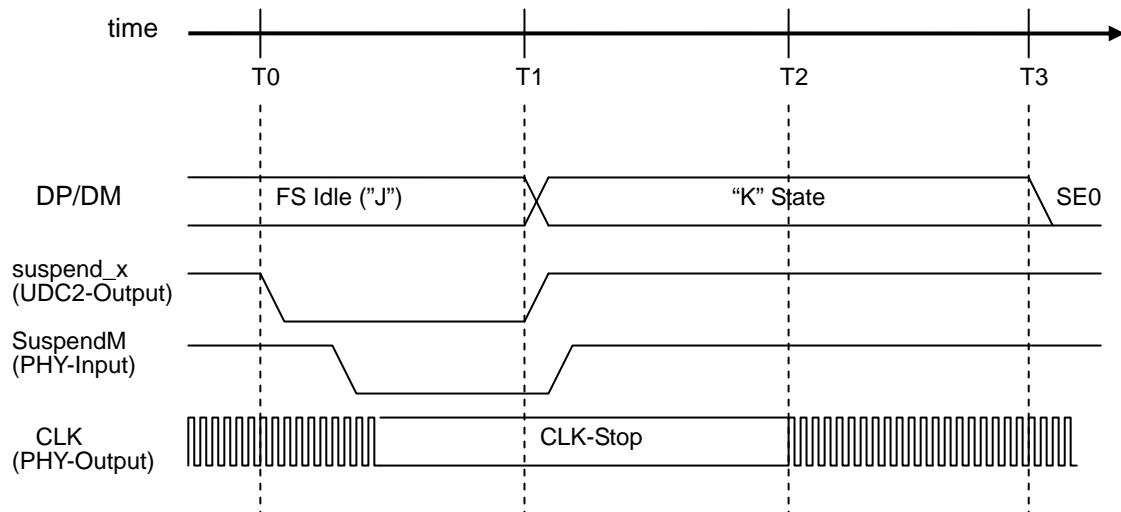 time
T0 T1 T2 T3
DP/DM FS Idle (”J”) “K” State SE0
suspend_x
(UDC2-Output)
SuspendM
(PHY-Input)
CLK CLK-Stop
(PHY-Output)